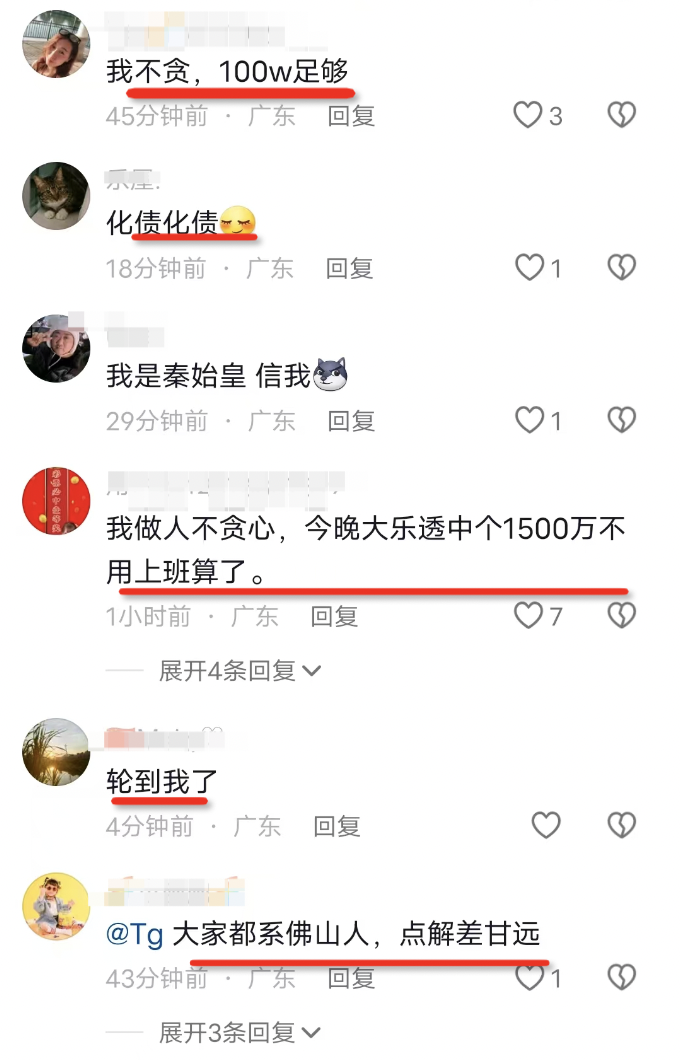 我不贪，100w足够
45分钟前 · 广东 回复 3
化债化债
18分钟前 · 广东 回复 1
我是秦始皇 信我
29分钟前 · 广东 回复 1
我做人不贪心，今晚大乐透中个1500万不
用上班算了。
1小时前 · 广东 回复 7
展开4条回复
轮到我了
4分钟前 · 广东 回复
@Tg 大家都系佛山人，点解差甘远
43分钟前 · 广东 回复 1
展开3条回复